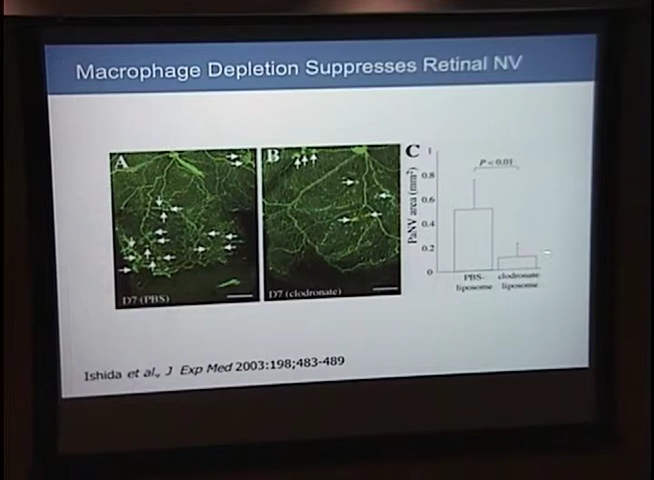 Macrophage Depletion Suppresses Retinal NV
A
B
C
D7 (PBS)
D7 (clodronate)
PaNV area (mm²)
1
0.8
0.6
0.4
0.2
0
P < 0.01
PBS-
liposome
clodronate
liposome
Ishida et al., J Exp Med 2003:198;483-489